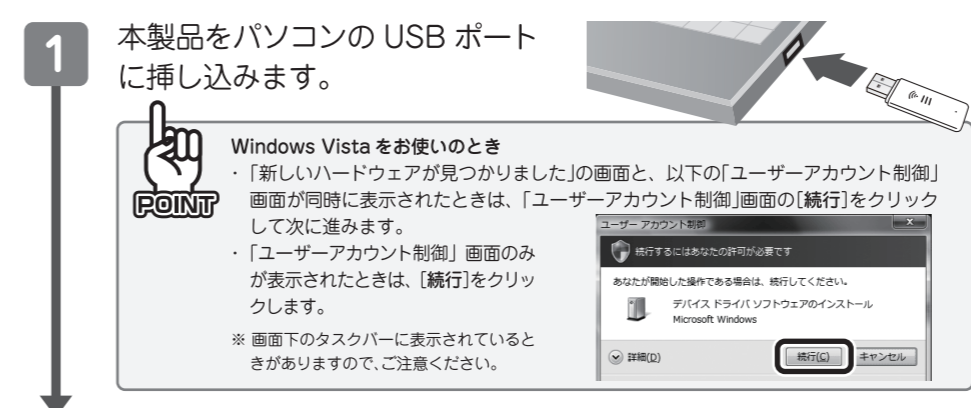 1
本製品をパソコンの USB ポート
に挿し込みます。
POINT
Windows Vista をお使いのとき
・「新しいハードウェアが見つかりました」の画面と、以下の「ユーザーアカウント制御」
画面が同時に表示されたときは、「ユーザーアカウント制御」画面の[続行]をクリック
して次に進みます。
・「ユーザーアカウント制御」画面のみ
が表示されたときは、[続行]をクリッ
クします。
※ 画面下のタスクバーに表示されていると
きがありますので、ご注意ください。
ユーザー アカウント制御
続行するにはあなたの許可が必要です
あなたが開始した操作である場合は、続行してください。
デバイス ドライバ ソフトウェアのインストール
Microsoft Windows
詳細(D)
続行(C)
キャンセル